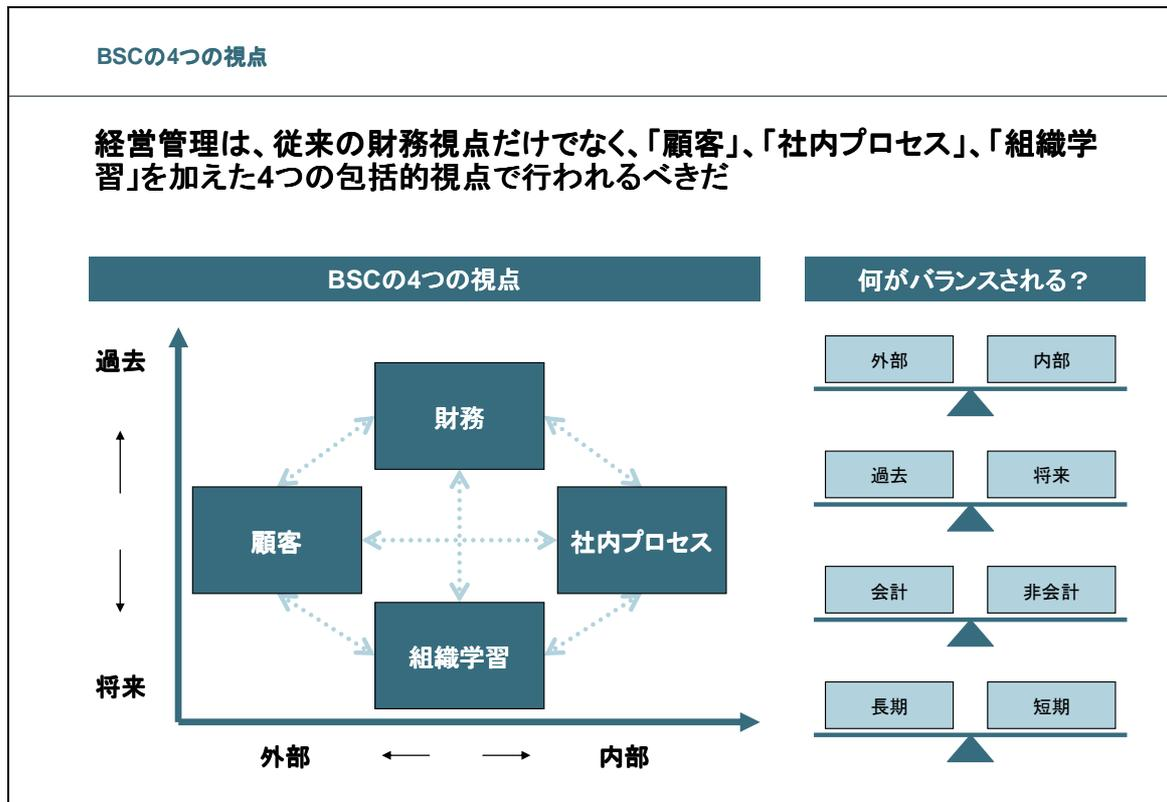 BSCの4つの視点
経営管理は、従来の財務視点だけでなく、「顧客」、「社内プロセス」、「組織学
習」を加えた4つの包括的視点で行われるべきだ
BSCの4つの視点
過去
財務
顧客
社内プロセス
組織学習
将来
外部
内部
何がバランスされる？
外部
内部
過去
将来
会計
非会計
長期
短期